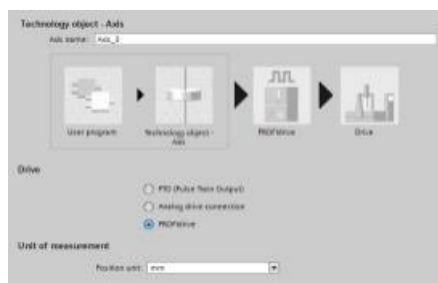 Technology object - Axis
Axis name: Axis_3
User program
Technology object - Axis
PROFIdrive
Drive
Drive
PTO (Pulse Train Output)
Analog drive connection
PROFIdrive
Unit of measurement
Position unit: mm